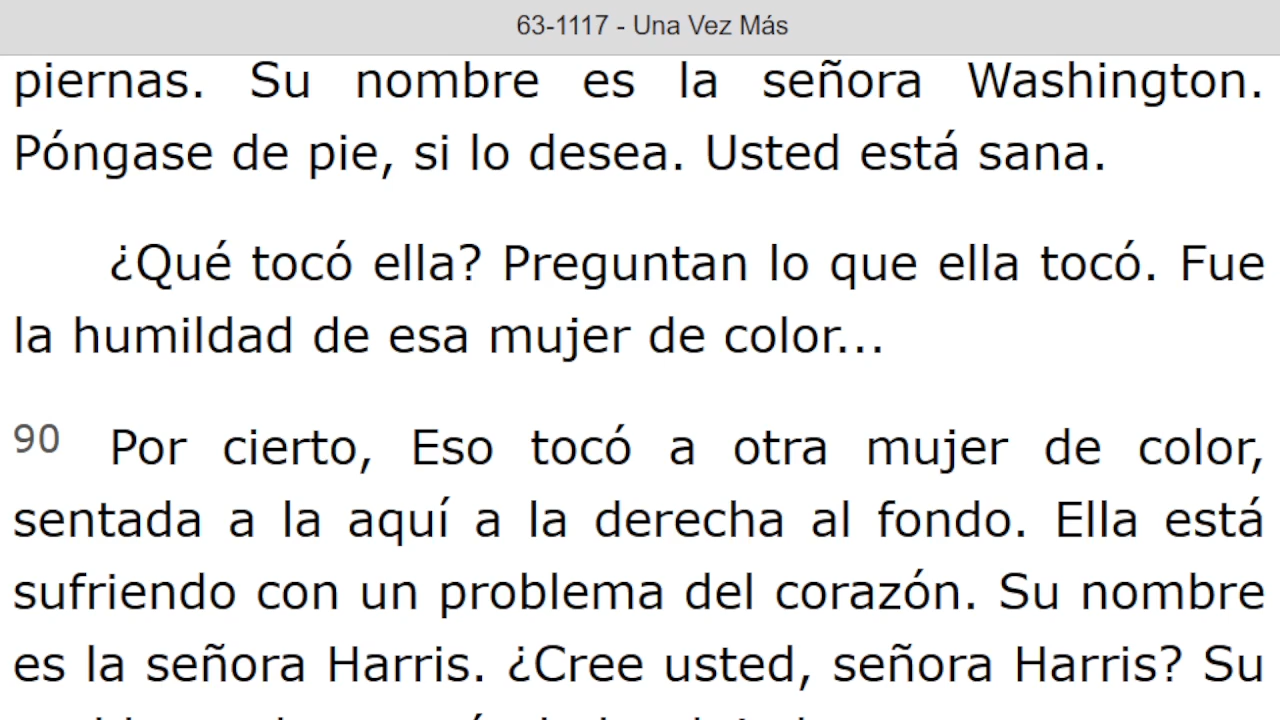 63-1117 - Una Vez Más
piernas. Su nombre es la señora Washington.
Póngase de pie, si lo desea. Usted está sana.
¿Qué tocó ella? Preguntan lo que ella tocó. Fue
la humildad de esa mujer de color...
90 Por cierto, Eso tocó a otra mujer de color,
sentada a la aquí a la derecha al fondo. Ella está
sufriendo con un problema del corazón. Su nombre
es la señora Harris. ¿Cree usted, señora Harris? Su